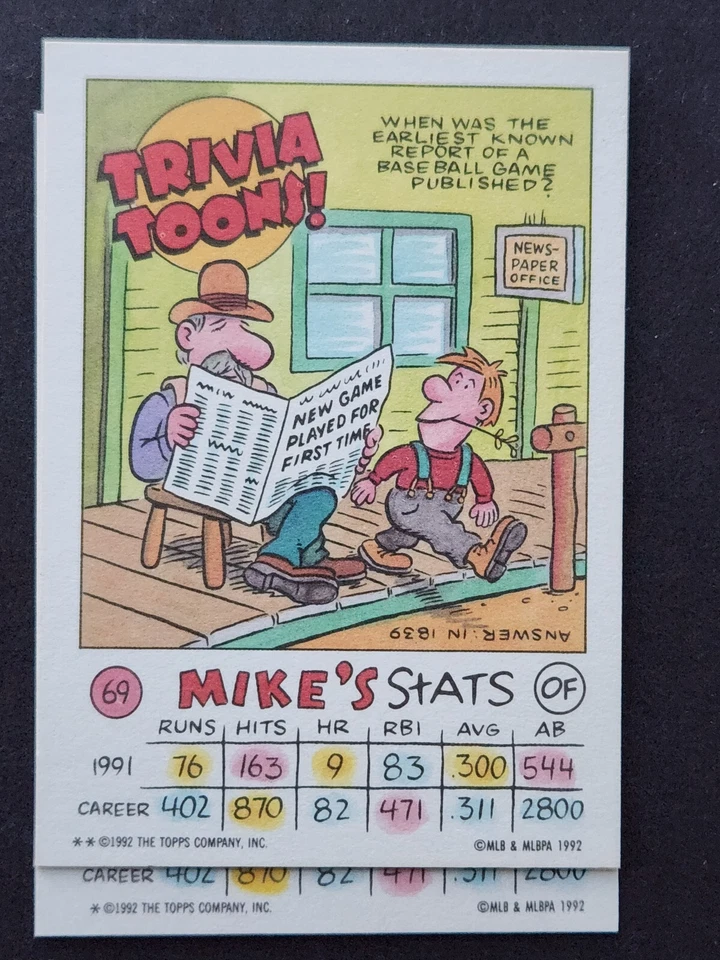 TRIVIA
TOONS!
WHEN WAS THE
EARLIEST KNOWN
REPORT OF A
BASEBALL GAME
PUBLISHED?
NEWS-
PAPER
OFFICE
NEW GAME
PLAYED FOR
FIRST TIME
ANSWER: IN 1839
69 MIKE'S STATS OF
RUNS HITS HR RBI AVG AB
1991 76 163 9 83 .300 544
CAREER 402 870 82 471 .311 2800
* * ©1992 THE TOPPS COMPANY, INC. ©MLB & MLBPA 1992
CAREER 402 870 82 471 .311 2800
* ©1992 THE TOPPS COMPANY, INC. ©MLB & MLBPA 1992